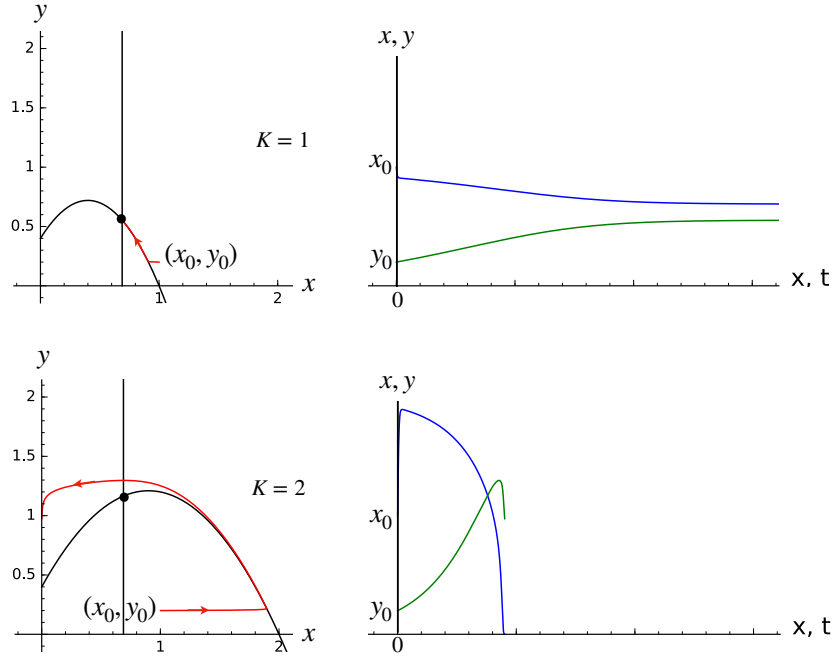 y
2
1.5
K = 1
1
0.5
(x₀, y₀)
1
2
x
x, y
x₀
y₀
0
x, t
y
2
1.5
K = 2
1
0.5
(x₀, y₀)
1
2
x
x, y
x₀
y₀
0
x, t